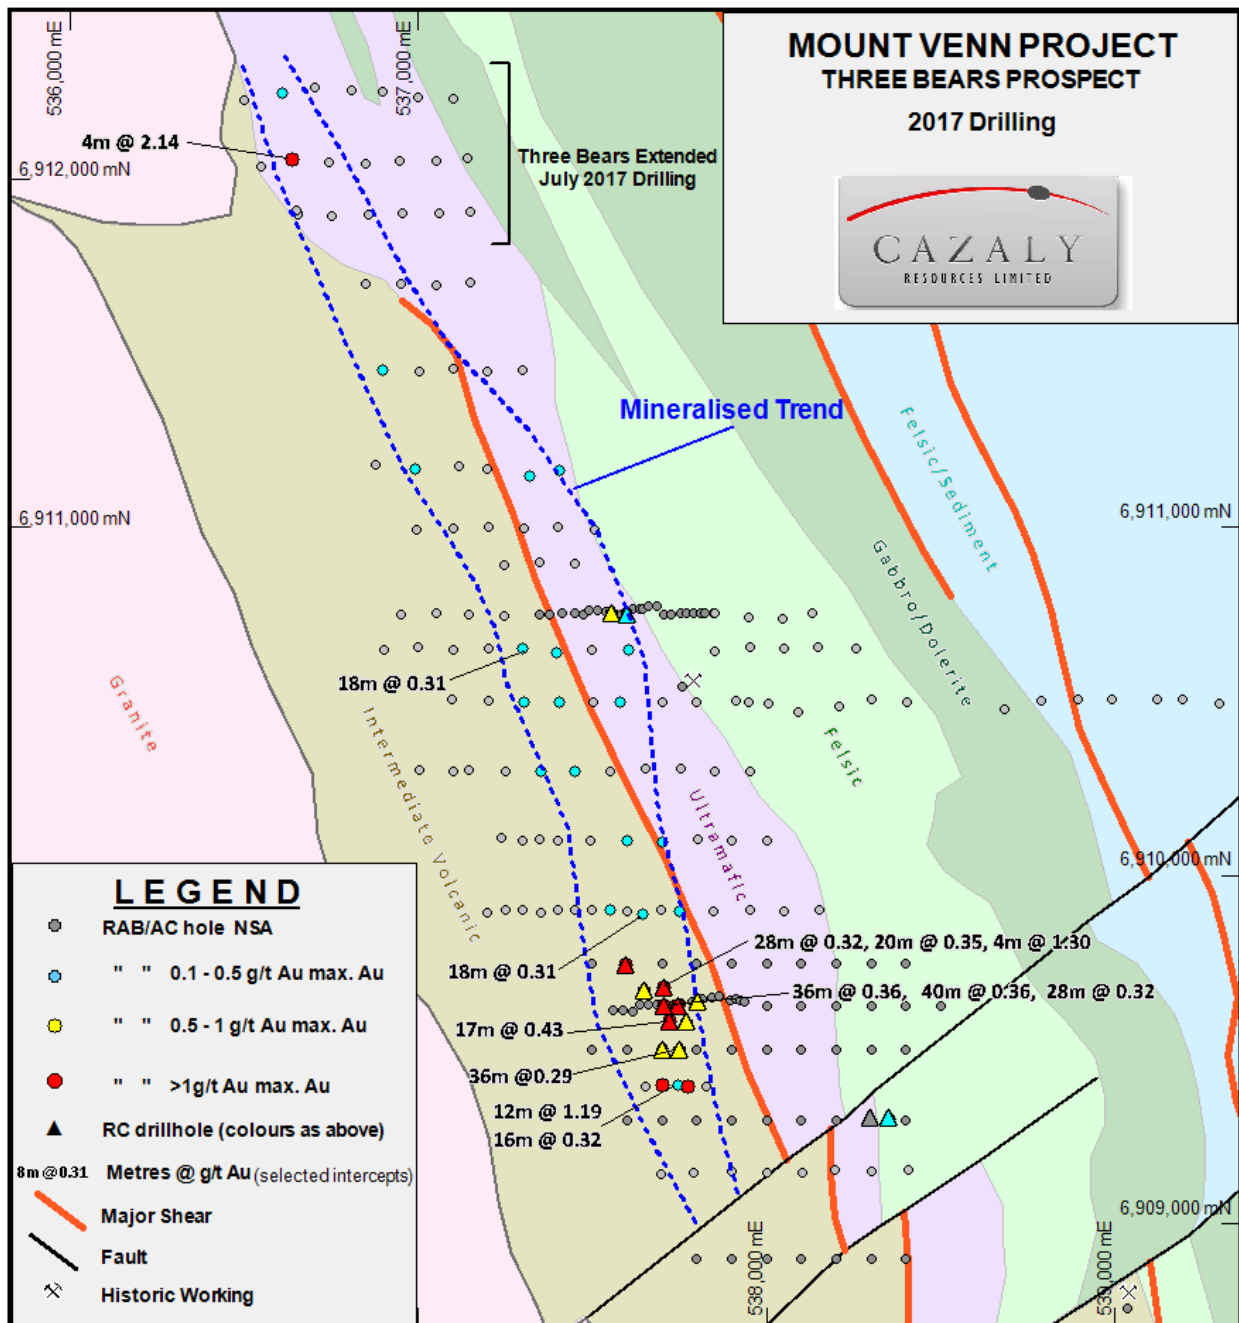 536,000 mE
537,000 mE
MOUNT VENN PROJECT
THREE BEARS PROSPECT
2017 Drilling
CAZALY
RESOURCES LIMITED
4m @ 2.14
6,912,000 mN
Three Bears Extended
July 2017 Drilling
Mineralised Trend
Felsic/Sediment
6,911,000 mN
6,911,000 mN
Gabbro/Dolerite
18m @ 0.31
Granite
Intermediate Volcanic
Felsic
Ultramafic
6,910,000 mN
28m @ 0.32, 20m @ 0.35, 4m @ 1.30
18m @ 0.31
36m @ 0.36, 40m @ 0.36, 28m @ 0.32
17m @ 0.43
36m @0.29
12m @ 1.19
16m @ 0.32
6,909,000 mN
538,000 mE
539,000 mE
LEGEND
RAB/AC hole NSA
" " 0.1 - 0.5 g/t Au max. Au
" " 0.5 - 1 g/t Au max. Au
" " >1g/t Au max. Au
RC drillhole (colours as above)
8m @0.31 Metres @ g/t Au (selected intercepts)
Major Shear
Fault
Historic Working